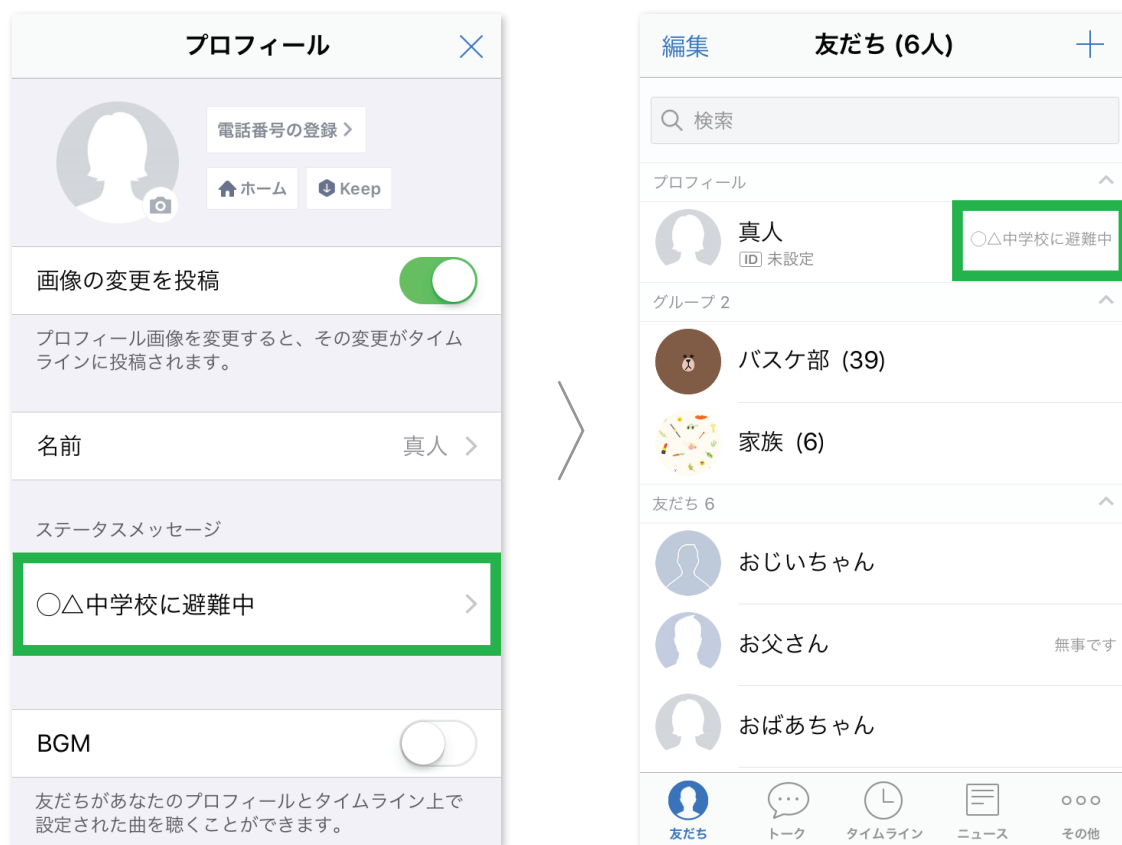 プロフィール
電話番号の登録
ホーム
Keep
画像の変更を投稿
プロフィール画像を変更すると、その変更がタイム
ラインに投稿されます。
名前
真人
ステータスメッセージ
○△中学校に避難中
BGM
友だちがあなたのプロフィールとタイムライン上で
設定された曲を聴くことができます。
編集
友だち (6人)
検索
プロフィール
真人
ID 未設定
○△中学校に避難中
グループ 2
バスケ部 (39)
家族 (6)
友だち 6
おじいちゃん
お父さん
無事です
おばあちゃん
友だち
トーク
タイムライン
ニュース
その他